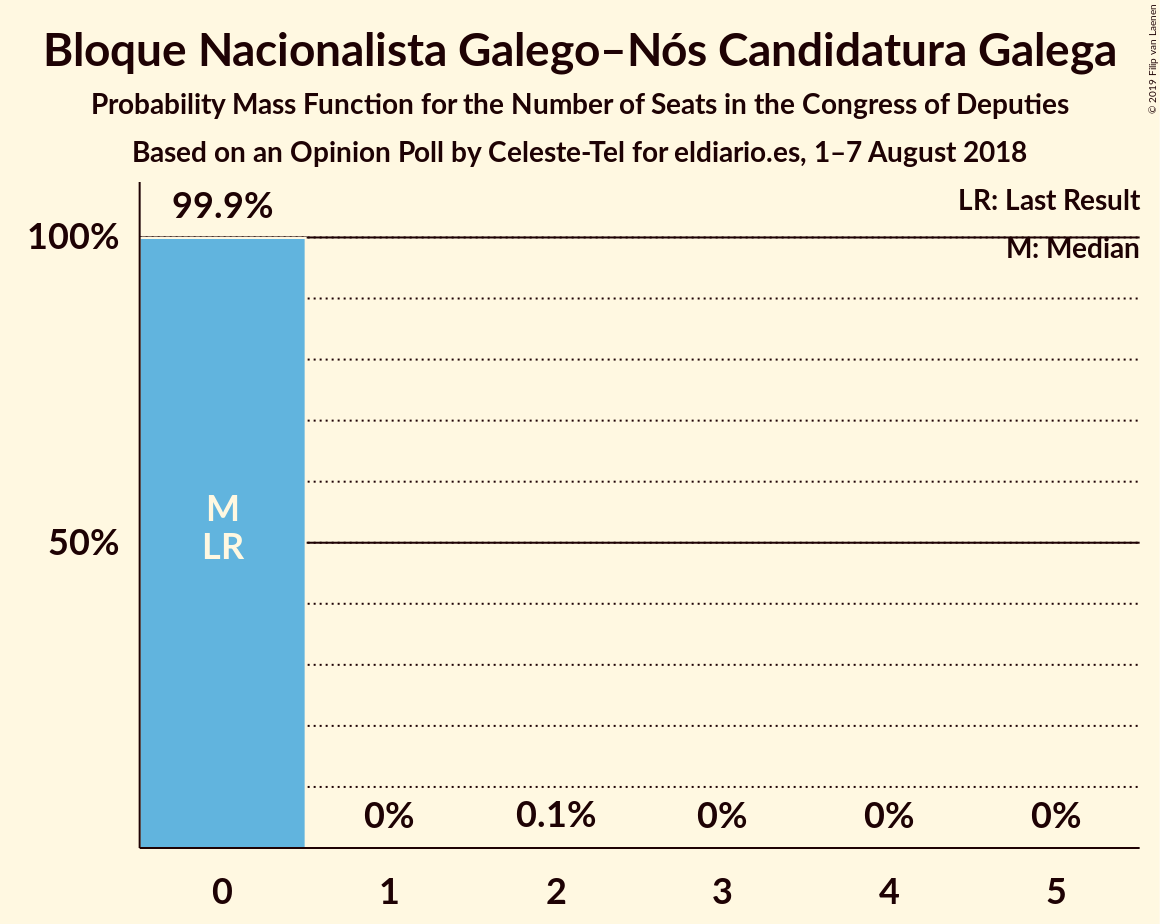 Bloque Nacionalista Galego–Nós Candidatura Galega
Probability Mass Function for the Number of Seats in the Congress of Deputies
Based on an Opinion Poll by Celeste-Tel for eldiario.es, 1–7 August 2018
© 2019 Filip van Laenen
LR: Last Result
M: Median
99.9%
100%
50%
M
LR
0%
0.1%
0%
0%
0%
0
1
2
3
4
5